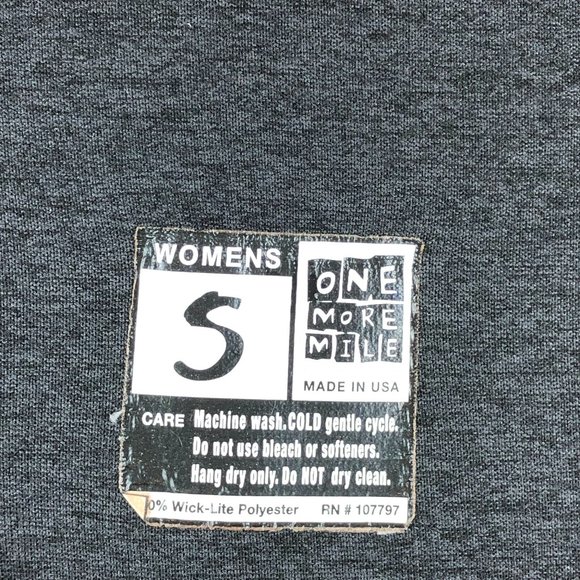 WOMENS
S
ONE
MORE
MILE
MADE IN USA
CARE Machine wash.COLD gentle cycle.
Do not use bleach or softeners.
Hang dry only. Do NOT dry clean.
0% Wick-Lite Polyester RN # 107797